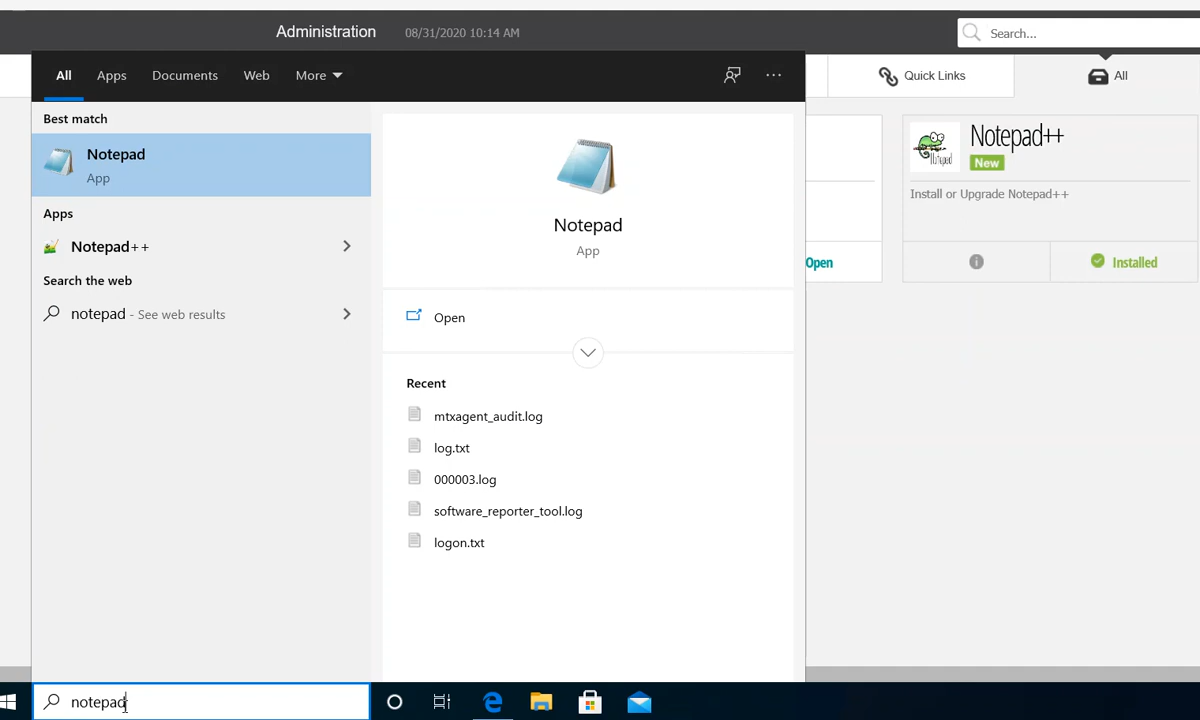 Administration 08/31/2020 10:14 AM
Search...
All Apps Documents Web More
Quick Links
All
Best match
Notepad
App
Apps
Notepad++
Search the web
notepad - See web results
Notepad
App
Open
Recent
mtxagent_audit.log
log.txt
000003.log
software_reporter_tool.log
logon.txt
Open
Notepad++
New
Install or Upgrade Notepad++
Installed
notepad